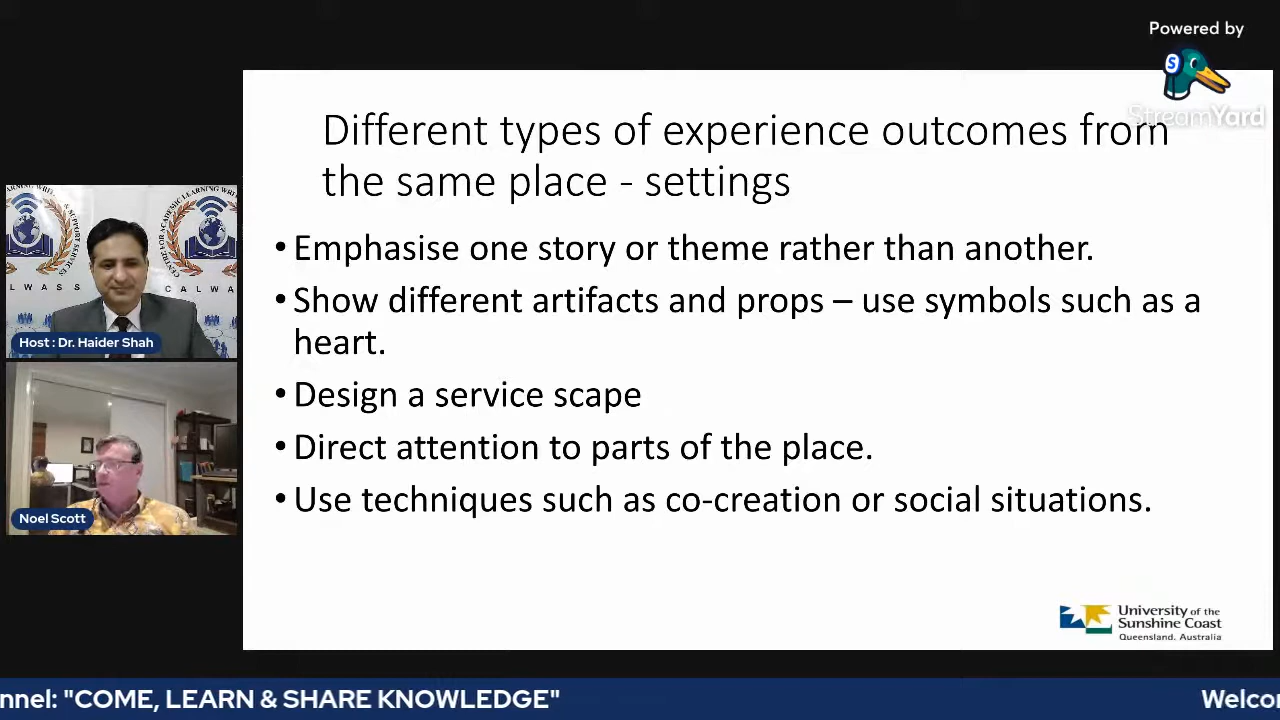 Powered by
S
StreamYard
Different types of experience outcomes from
the same place - settings
• Emphasise one story or theme rather than another.
• Show different artifacts and props – use symbols such as a
heart.
• Design a service scape
• Direct attention to parts of the place.
• Use techniques such as co-creation or social situations.
CALWASS
CALWA
Host : Dr. Haider Shah
Noel Scott
University of the
Sunshine Coast
Queensland, Australia
nnel: "COME, LEARN & SHARE KNOWLEDGE"
Welco